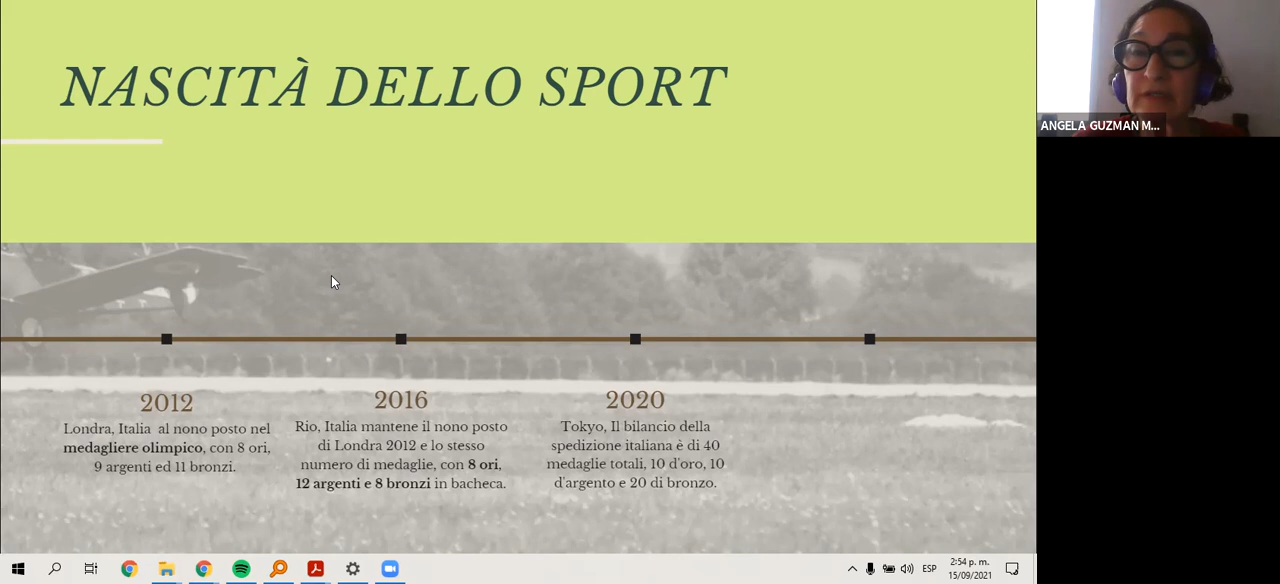 NASCITÀ DELLO SPORT
ANGELA GUZMAN M...
2012
Londra, Italia al nono posto nel
medagliere olimpico, con 8 ori,
9 argenti ed 11 bronzi.
2016
Rio, Italia mantene il nono posto
di Londra 2012 e lo stesso
numero di medaglie, con 8 ori,
12 argenti e 8 bronzi in bacheca.
2020
Tokyo, Il bilancio della
spedizione italiana è di 40
medaglie totali, 10 d'oro, 10
d'argento e 20 di bronzo.
ESP
2:54 p. m.
15/09/2021